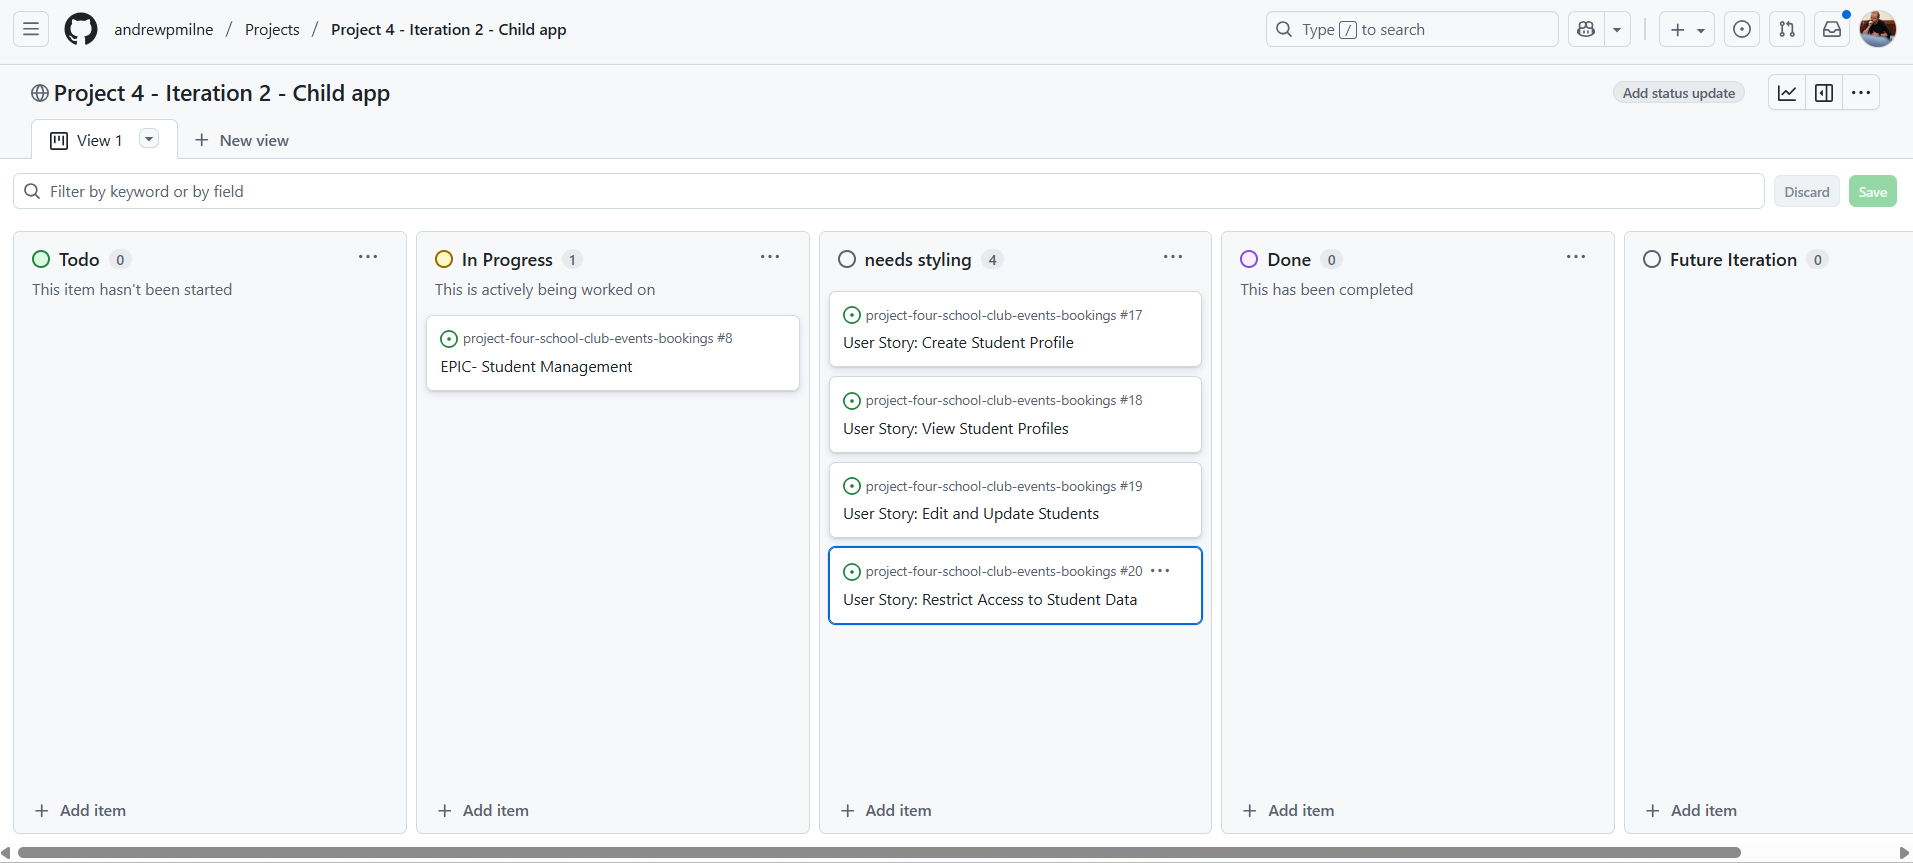 andrewpmilne / Projects / Project 4 - Iteration 2 - Child app
Type / to search
Project 4 - Iteration 2 - Child app
Add status update
View 1
New view
Filter by keyword or by field
Discard
Save
Todo 0
This item hasn't been started
Add item
In Progress 1
This is actively being worked on
project-four-school-club-events-bookings #8
EPIC- Student Management
Add item
needs styling 4
project-four-school-club-events-bookings #17
User Story: Create Student Profile
project-four-school-club-events-bookings #18
User Story: View Student Profiles
project-four-school-club-events-bookings #19
User Story: Edit and Update Students
project-four-school-club-events-bookings #20
User Story: Restrict Access to Student Data
Add item
Done 0
This has been completed
Add item
Future Iteration 0
Add item